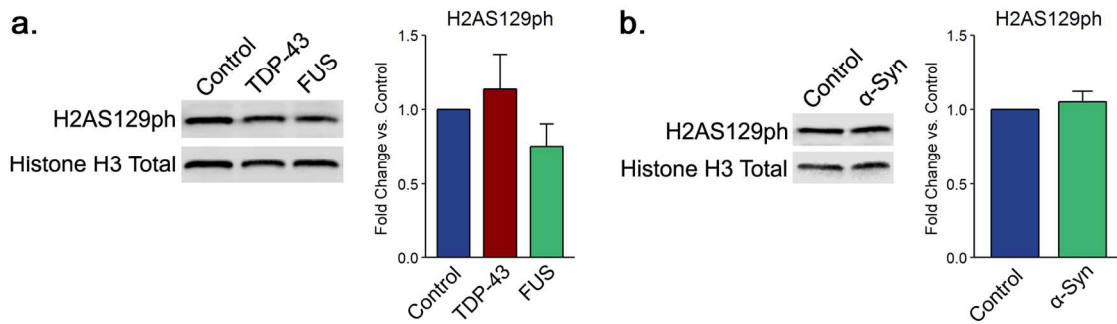 a.
Control
TDP-43
FUS
H2AS129ph
Histone H3 Total
H2AS129ph
Fold Change vs. Control
1.5
1.0
0.5
0.0
Control
TDP-43
FUS
b.
Control
α-Syn
H2AS129ph
Histone H3 Total
H2AS129ph
Fold Change vs. Control
1.5
1.0
0.5
0.0
Control
α-Syn